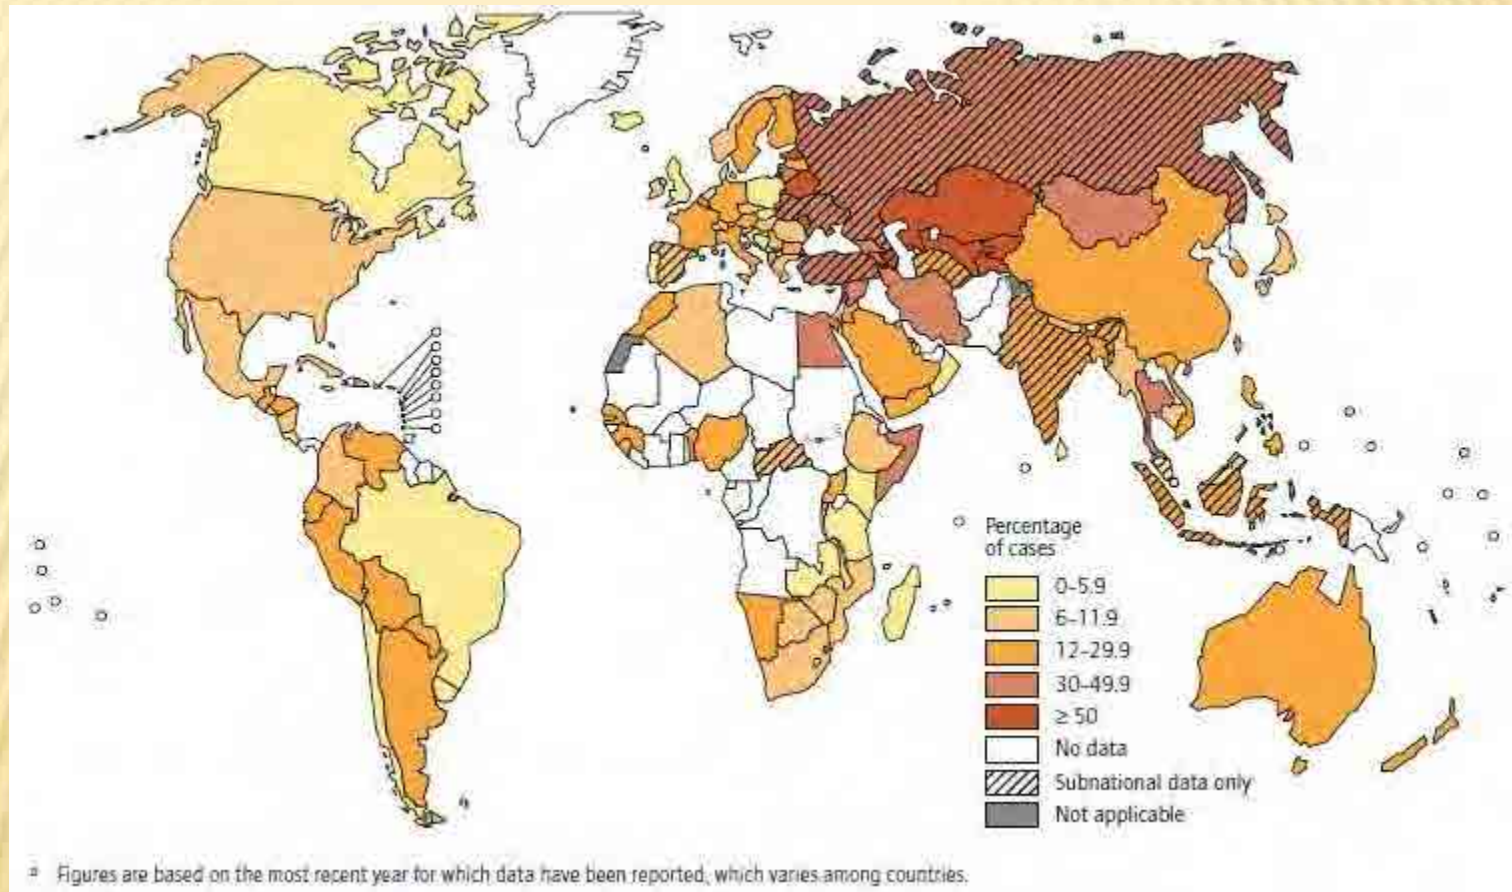 Percentage
of cases
0–5.9
6–11.9
12–29.9
30–49.9
≥ 50
No data
Subnational data only
Not applicable
ª Figures are based on the most recent year for which data have been reported, which varies among countries.